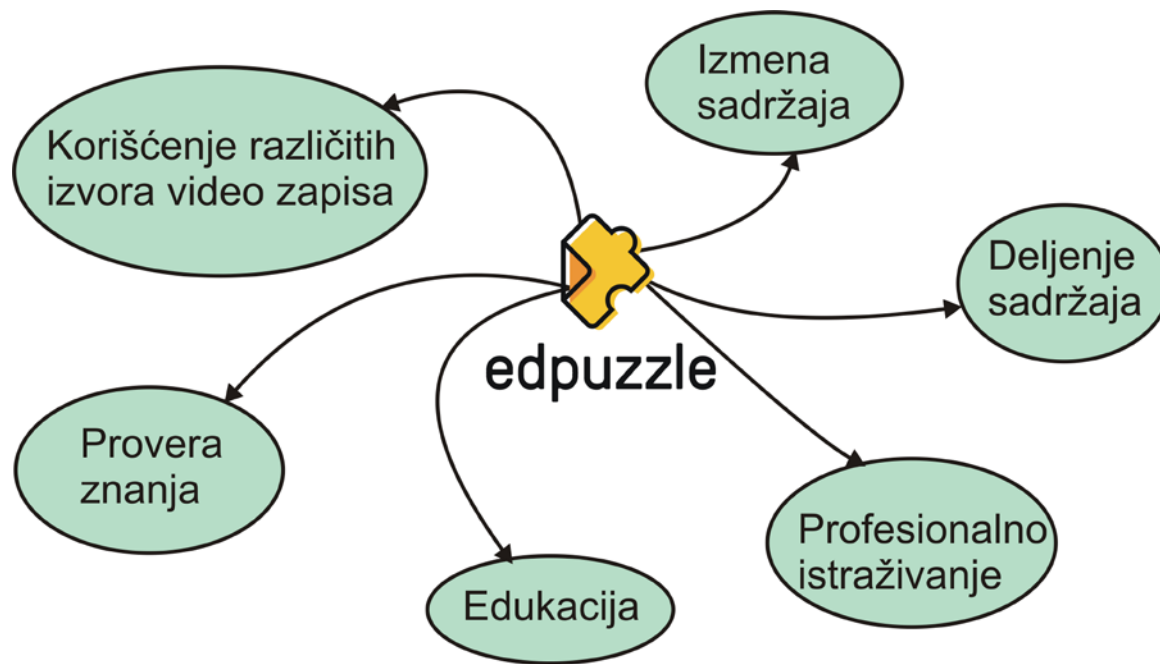 Izmena
sadržaja
Korišćenje različitih
izvora video zapisa
Deljenje
sadržaja
edpuzzle
Provera
znanja
Profesionalno
istraživanje
Edukacija